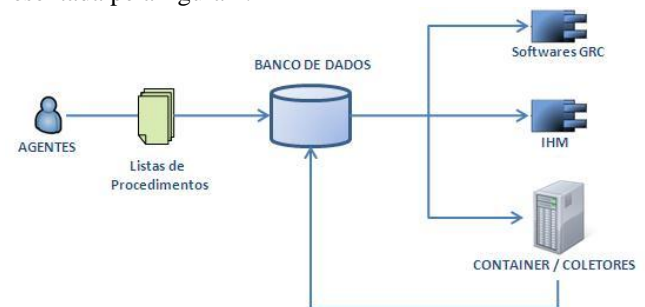 BANCO DE DADOS
Softwares GRC
AGENTES
Listas de
Procedimentos
IHM
CONTAINER / COLETORES